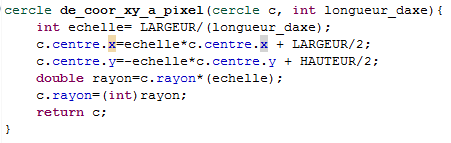 cercle de_coor_xy_a_pixel(cercle c, int longueur_daxe){
int echelle= LARGEUR/(longueur_daxe);
c.centre.x=echelle*c.centre.x + LARGEUR/2;
c.centre.y=-echelle*c.centre.y + HAUTEUR/2;
double rayon=c.rayon*(echelle);
c.rayon=(int)rayon;
return c;
}